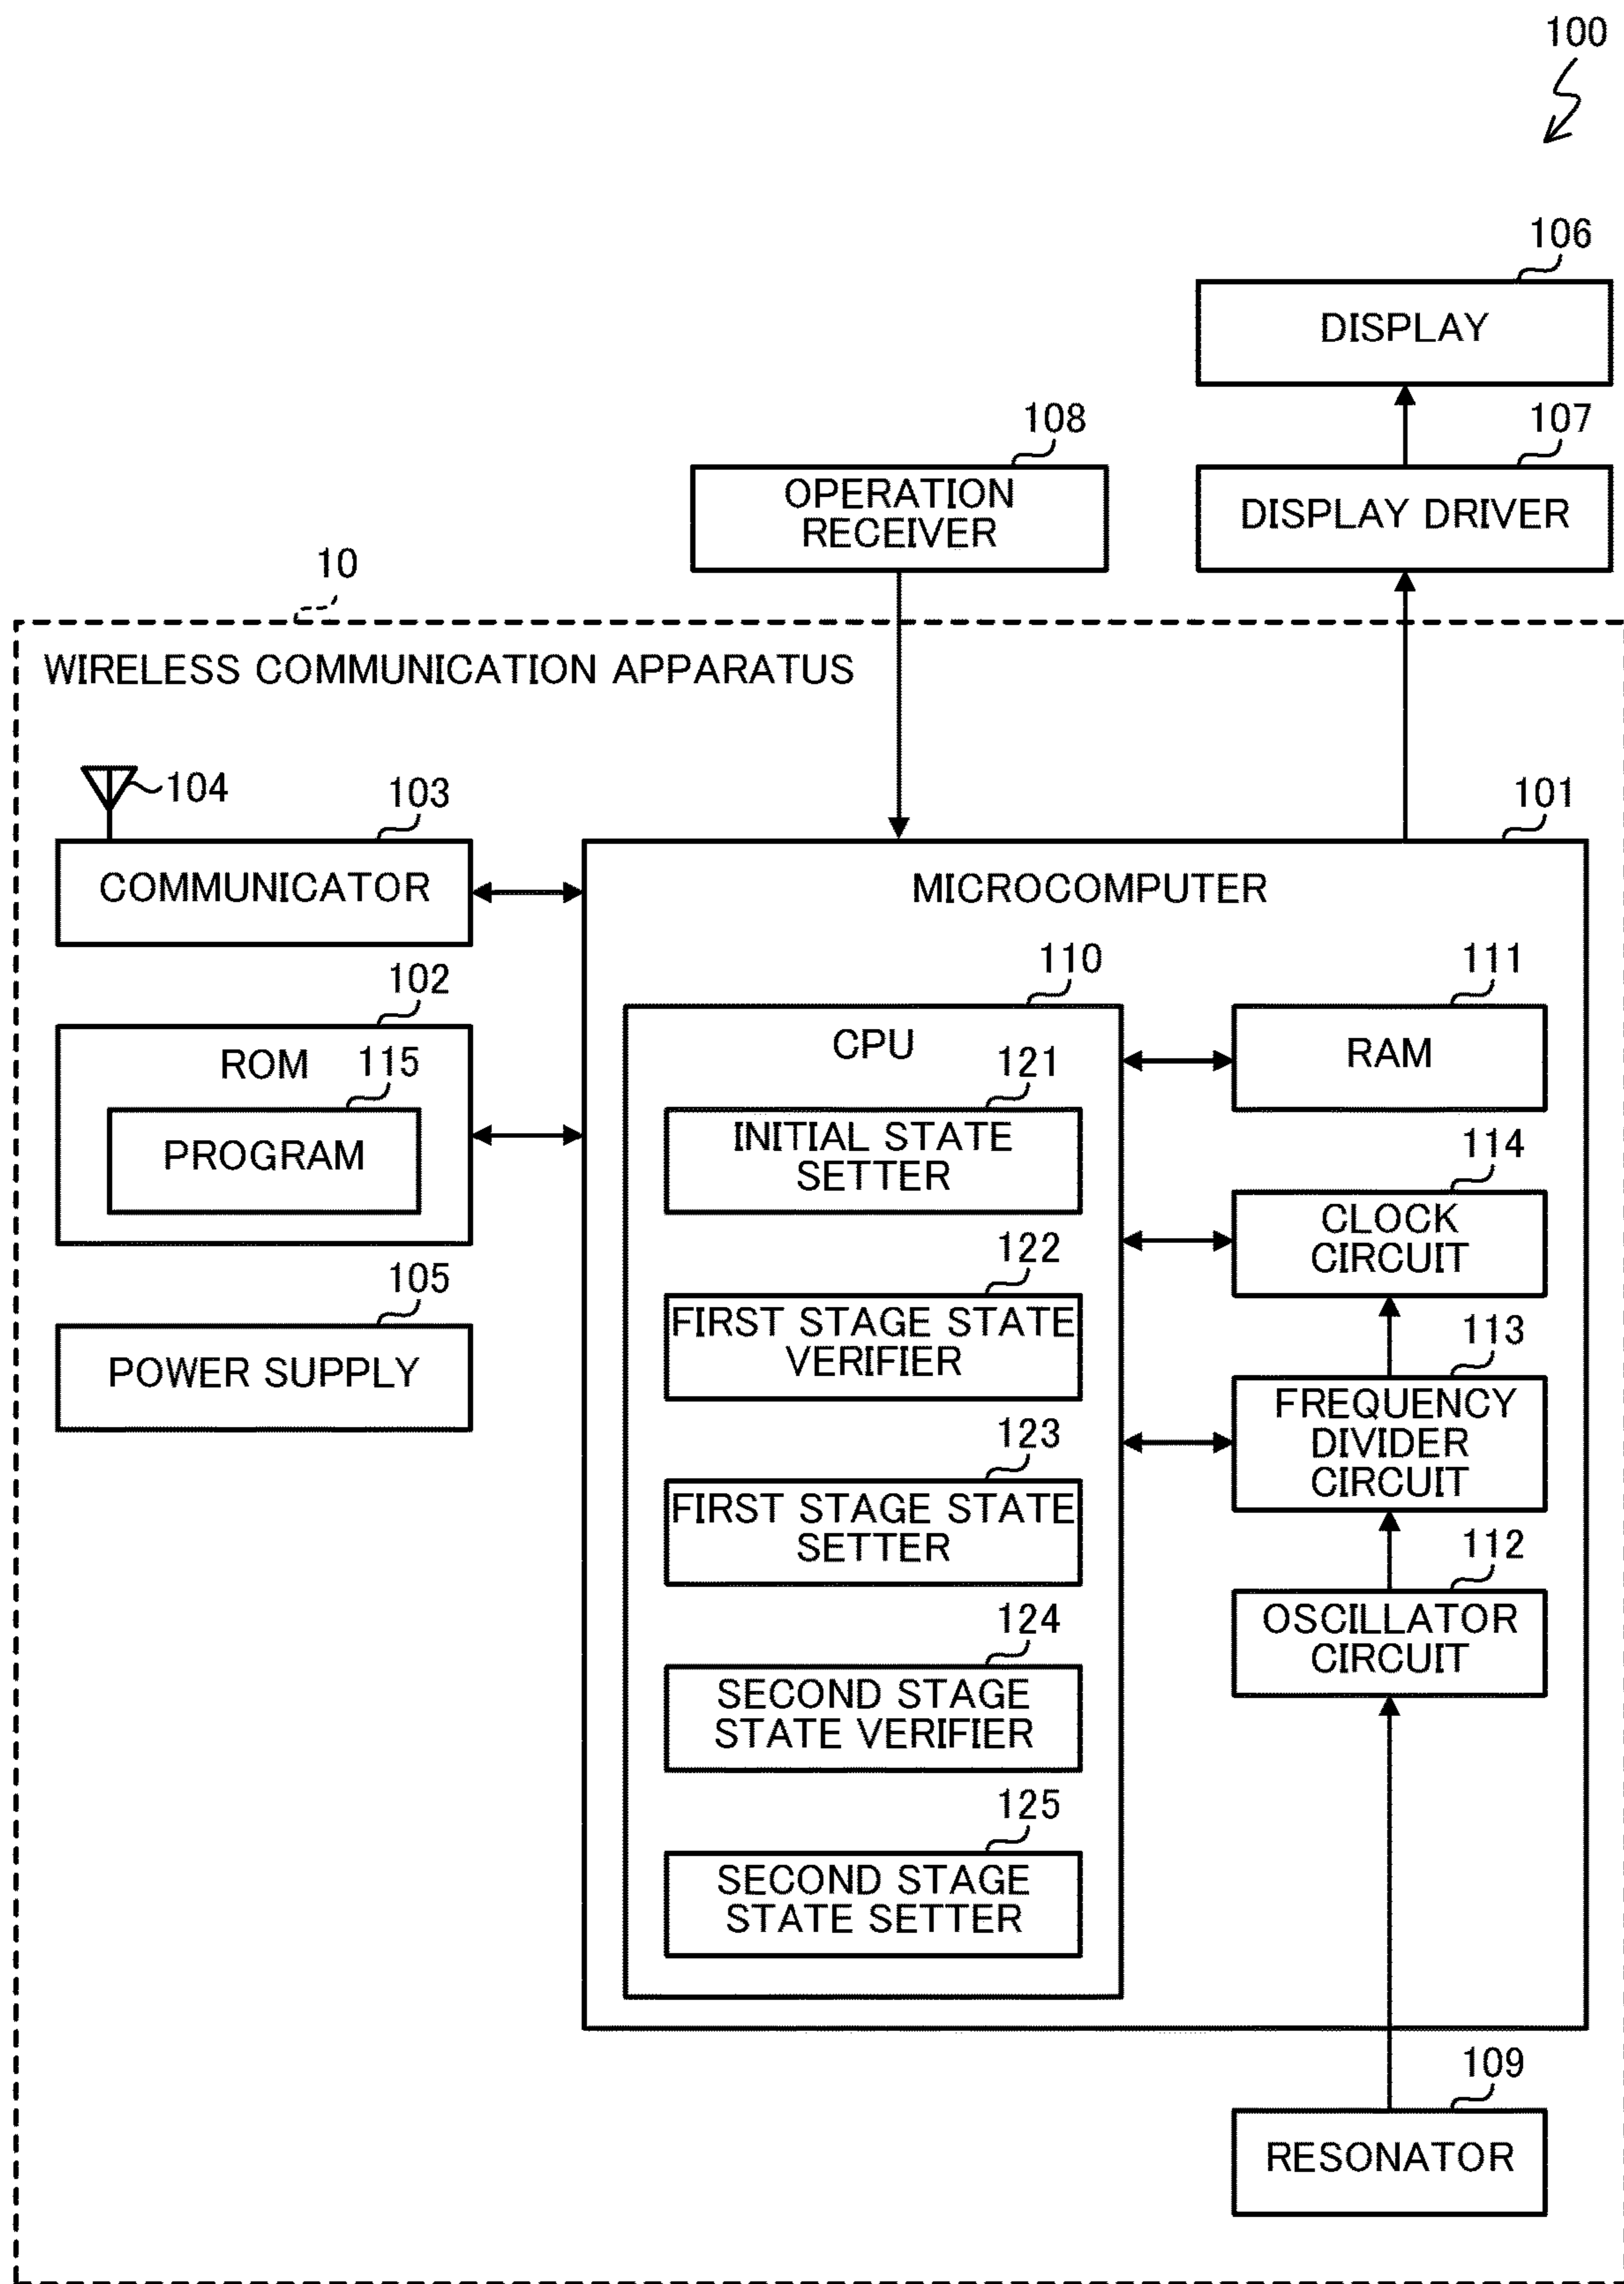 100
106
DISPLAY
108
107
OPERATION
RECEIVER
DISPLAY DRIVER
10
WIRELESS COMMUNICATION APPARATUS
104
103
101
COMMUNICATOR
MICROCOMPUTER
102
110
111
ROM
115
CPU
RAM
PROGRAM
121
INITIAL STATE
SETTER
114
CLOCK
CIRCUIT
105
POWER SUPPLY
122
FIRST STAGE STATE
VERIFIER
113
FREQUENCY
DIVIDER
CIRCUIT
123
FIRST STAGE STATE
SETTER
112
OSCILLATOR
CIRCUIT
124
SECOND STAGE
STATE VERIFIER
125
SECOND STAGE
STATE SETTER
109
RESONATOR